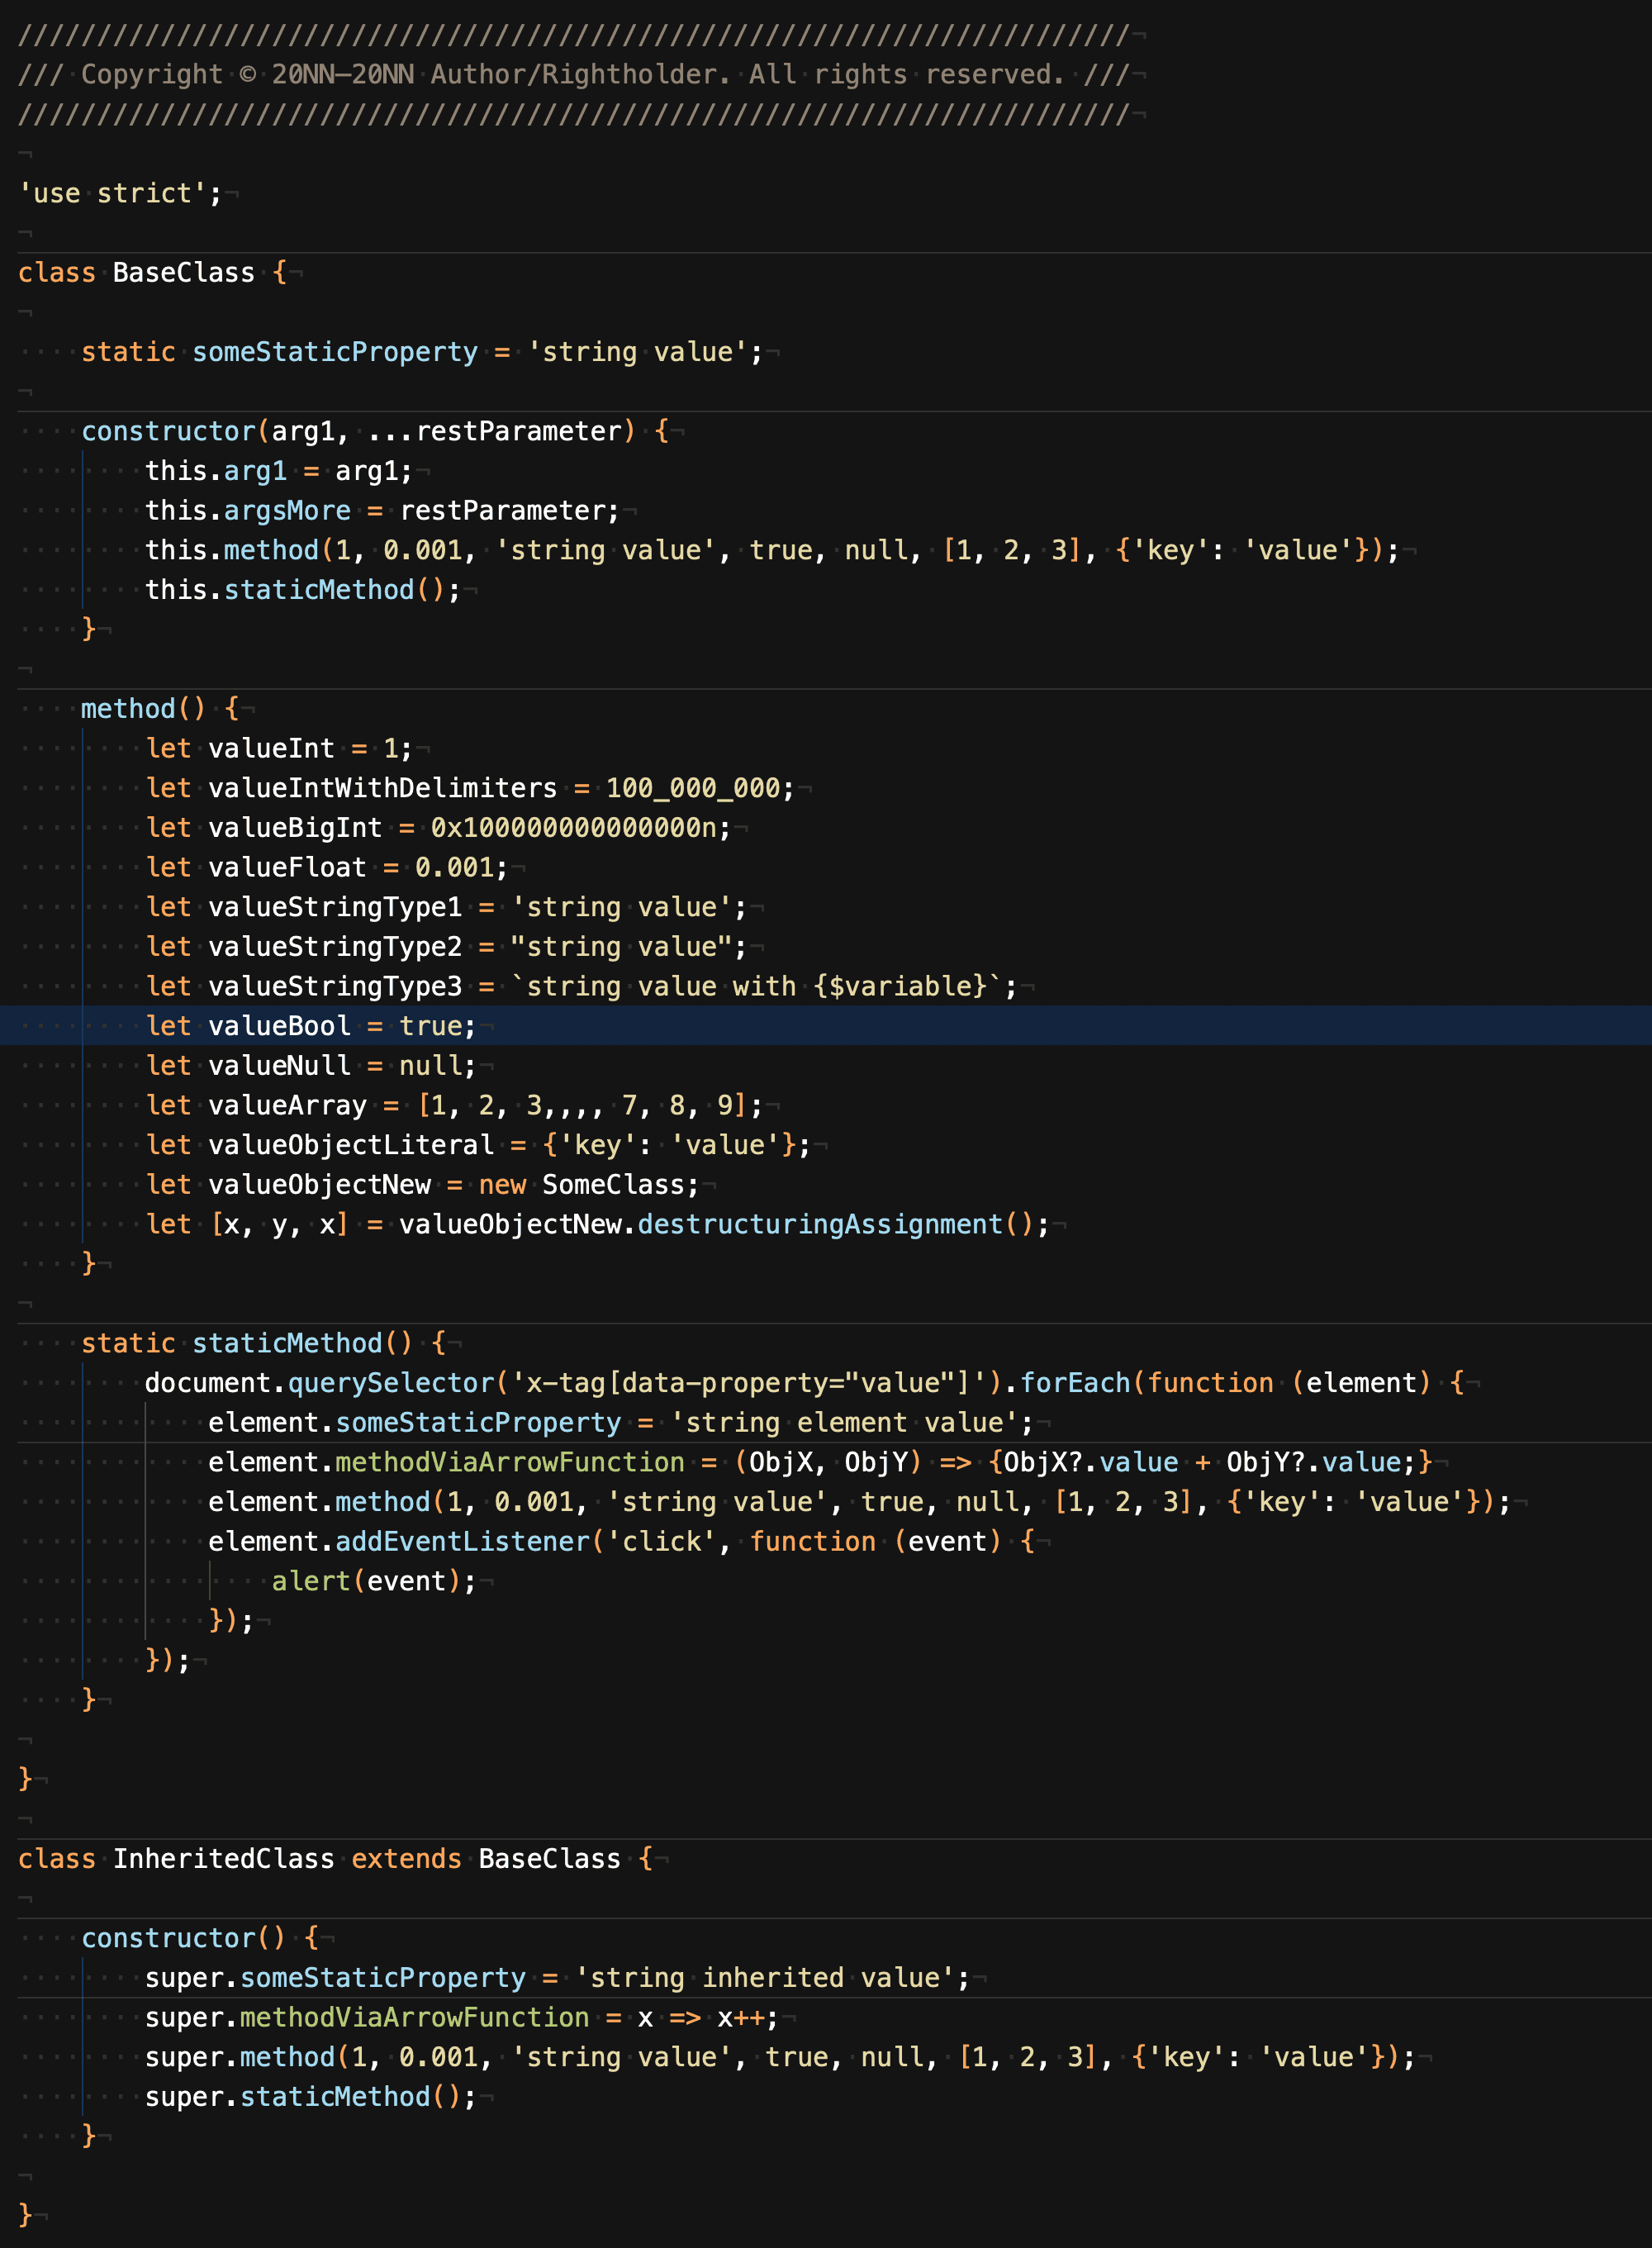 //////////////////////////////////////////////////////////////////////
/// Copyright © 20NN—20NN Author/Rightholder. All rights reserved. ///
//////////////////////////////////////////////////////////////////////

'use strict';

class BaseClass {

    static someStaticProperty = 'string value';

    constructor(arg1, ...restParameter) {
        this.arg1 = arg1;
        this.argsMore = restParameter;
        this.method(1, 0.001, 'string value', true, null, [1, 2, 3], {'key': 'value'});
        this.staticMethod();
    }

    method() {
        let valueInt = 1;
        let valueIntWithDelimiters = 100_000_000;
        let valueBigInt = 0x100000000000000n;
        let valueFloat = 0.001;
        let valueStringType1 = 'string value';
        let valueStringType2 = "string value";
        let valueStringType3 = `string value with {$variable}`;
        let valueBool = true;
        let valueNull = null;
        let valueArray = [1, 2, 3,,,, 7, 8, 9];
        let valueObjectLiteral = {'key': 'value'};
        let valueObjectNew = new SomeClass;
        let [x, y, x] = valueObjectNew.destructuringAssignment();
    }

    static staticMethod() {
        document.querySelector('x-tag[data-property="value"]').forEach(function (element) {
            element.someStaticProperty = 'string element value';
            element.methodViaArrowFunction = (ObjX, ObjY) => {ObjX?.value + ObjY?.value;}
            element.method(1, 0.001, 'string value', true, null, [1, 2, 3], {'key': 'value'});
            element.addEventListener('click', function (event) {
                alert(event);
            });
        });
    }

}

class InheritedClass extends BaseClass {

    constructor() {
        super.someStaticProperty = 'string inherited value';
        super.methodViaArrowFunction = x => x++;
        super.method(1, 0.001, 'string value', true, null, [1, 2, 3], {'key': 'value'});
        super.staticMethod();
    }

}